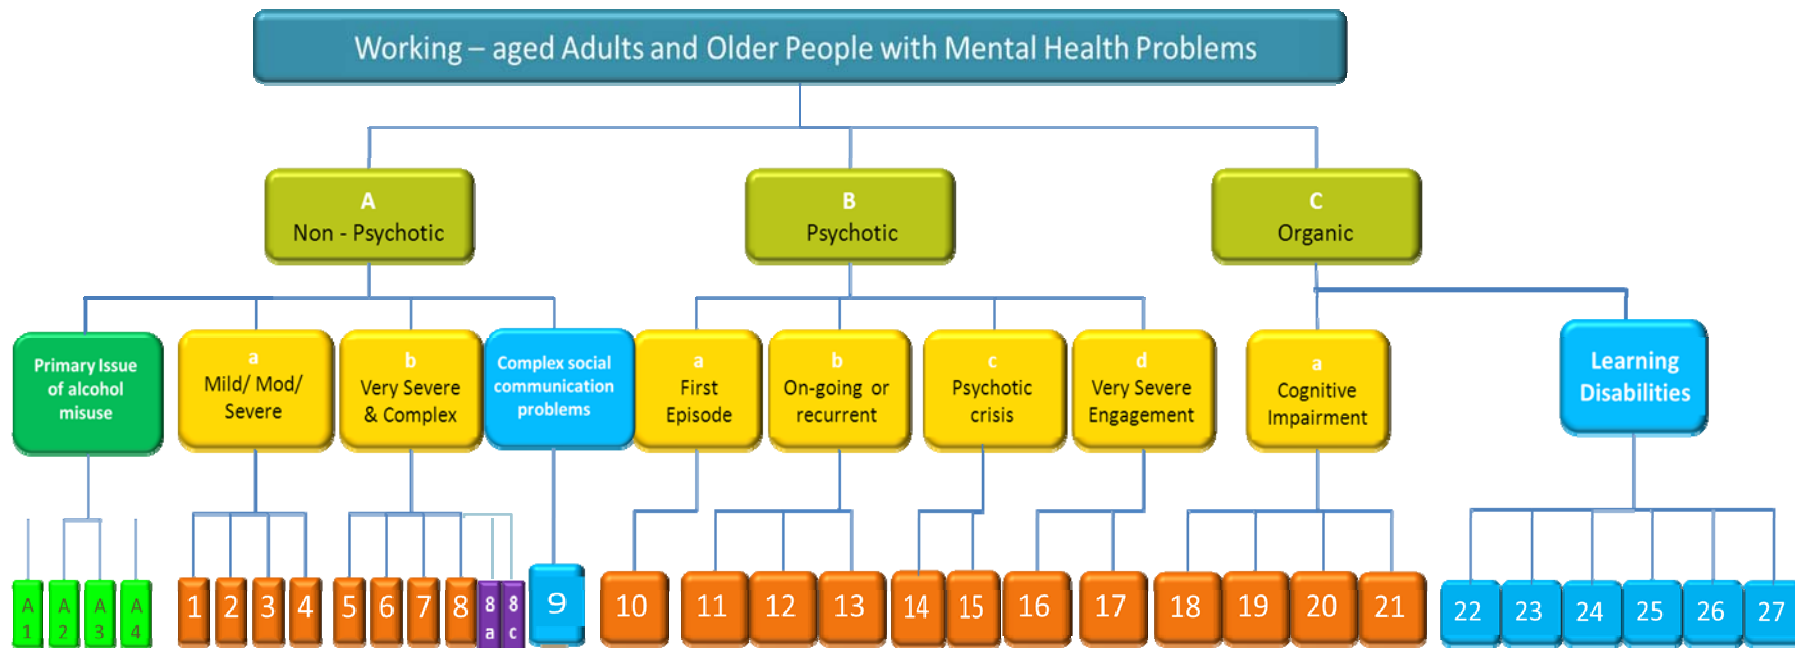 Working – aged Adults and Older People with Mental Health Problems
A
Non - Psychotic
B
Psychotic
C
Organic
Primary Issue
of alcohol
misuse
a
Mild/ Mod/
Severe
b
Very Severe
& Complex
Complex social
communication
problems
a
First
Episode
b
On-going or
recurrent
c
Psychotic
crisis
d
Very Severe
Engagement
a
Cognitive
Impairment
Learning
Disabilities
A
1
A
2
A
3
A
4
1
2
3
4
5
6
7
8
8
a
8
c
9
10
11
12
13
14
15
16
17
18
19
20
21
22
23
24
25
26
27